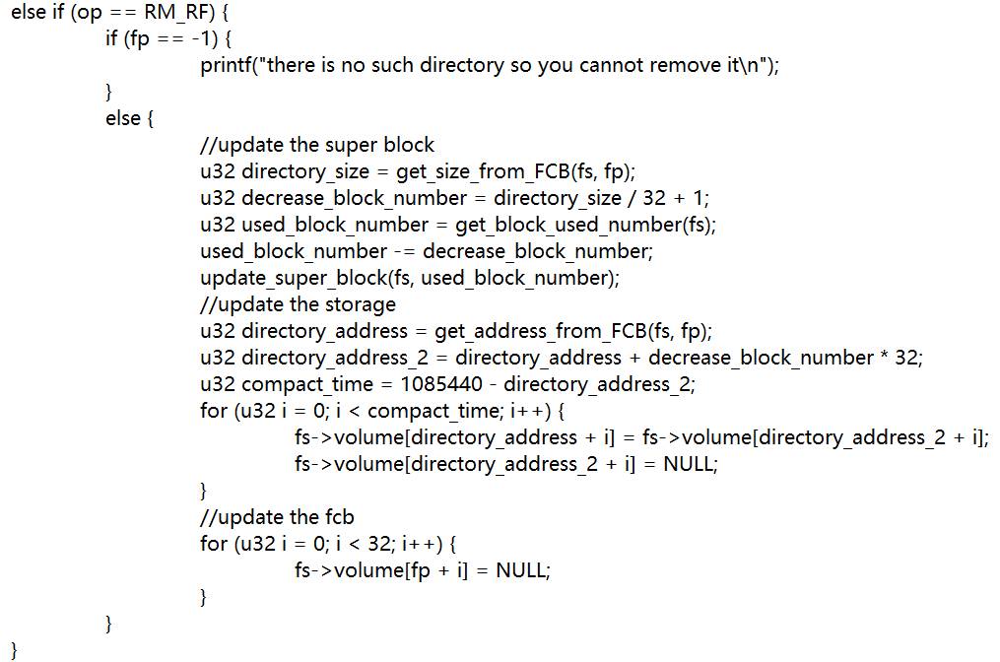 else if (op == RM_RF) {
if (fp == -1) {
printf("there is no such directory so you cannot remove it\n");
}
else {
//update the super block
u32 directory_size = get_size_from_FCB(fs, fp);
u32 decrease_block_number = directory_size / 32 + 1;
u32 used_block_number = get_block_used_number(fs);
used_block_number -= decrease_block_number;
update_super_block(fs, used_block_number);
//update the storage
u32 directory_address = get_address_from_FCB(fs, fp);
u32 directory_address_2 = directory_address + decrease_block_number * 32;
u32 compact_time = 1085440 - directory_address_2;
for (u32 i = 0; i < compact_time; i++) {
fs->volume[directory_address + i] = fs->volume[directory_address_2 + i];
fs->volume[directory_address_2 + i] = NULL;
}
//update the fcb
for (u32 i = 0; i < 32; i++) {
fs->volume[fp + i] = NULL;
}
}
}